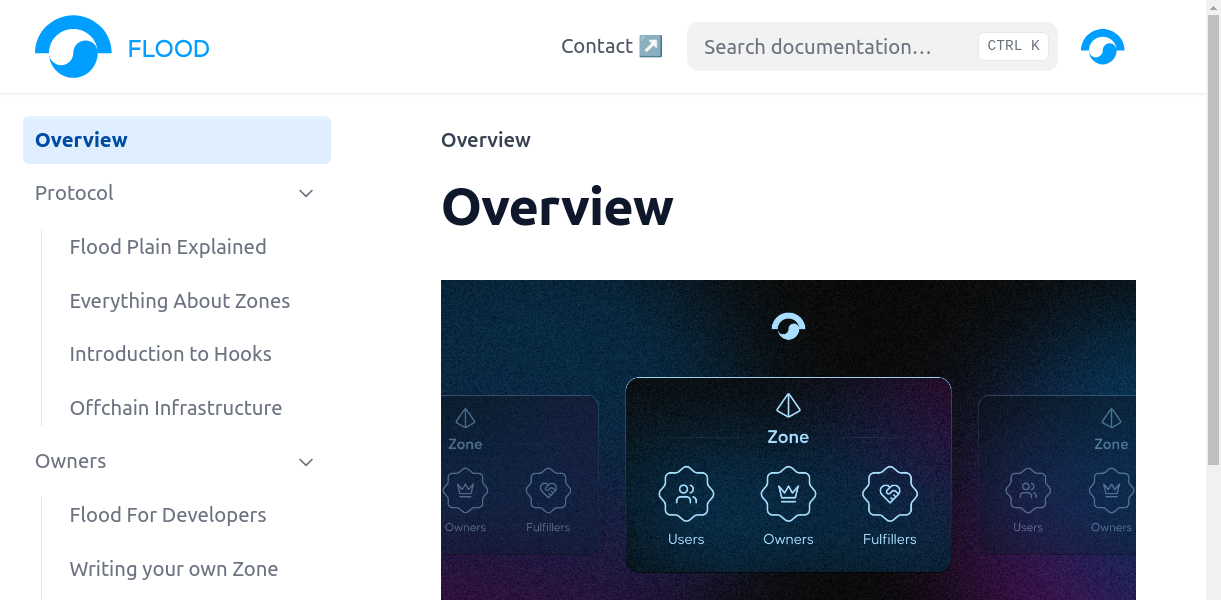 FLOOD
Contact ↗️
Search documentation…
CTRL K
Overview
Protocol
Flood Plain Explained
Everything About Zones
Introduction to Hooks
Offchain Infrastructure
Owners
Flood For Developers
Writing your own Zone
Overview
Overview
Zone
Owners
Fulfillers
Zone
Users
Owners
Fulfillers
Zone
Users
Owners